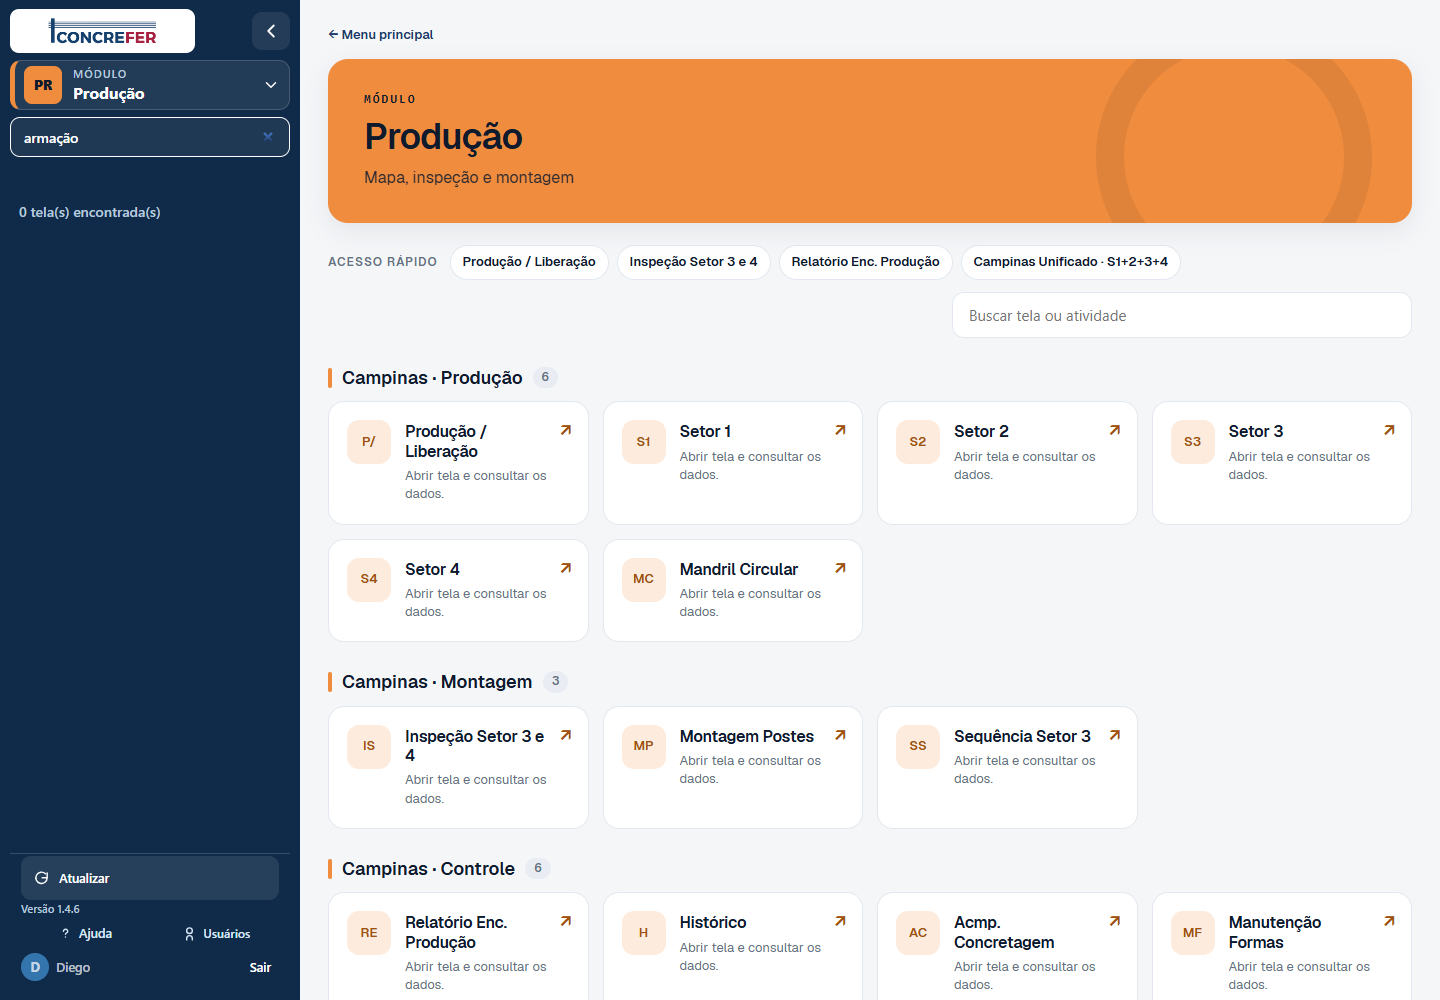 CONCREFER
PR
MÓDULO
Produção
armação
0 tela(s) encontrada(s)
Atualizar
Versão 1.4.6
? Ajuda
Usuários
D
Diego
Sair
← Menu principal
MÓDULO
Produção
Mapa, inspeção e montagem
ACESSO RÁPIDO
Produção / Liberação
Inspeção Setor 3 e 4
Relatório Enc. Produção
Campinas Unificado · S1+2+3+4
Buscar tela ou atividade
Campinas · Produção 6
P/
Produção /
Liberação
Abrir tela e consultar os
dados.
S1
Setor 1
Abrir tela e consultar os
dados.
S2
Setor 2
Abrir tela e consultar os
dados.
S3
Setor 3
Abrir tela e consultar os
dados.
S4
Setor 4
Abrir tela e consultar os
dados.
MC
Mandril Circular
Abrir tela e consultar os
dados.
Campinas · Montagem 3
IS
Inspeção Setor 3 e
4
Abrir tela e consultar os
dados.
MP
Montagem Postes
Abrir tela e consultar os
dados.
SS
Sequência Setor 3
Abrir tela e consultar os
dados.
Campinas · Controle 6
RE
Relatório Enc.
Produção
Abrir tela e consultar os
dados.
H
Histórico
Abrir tela e consultar os
dados.
AC
Acmp.
Concretagem
Abrir tela e consultar os
dados.
MF
Manutenção
Formas
Abrir tela e consultar os
dados.